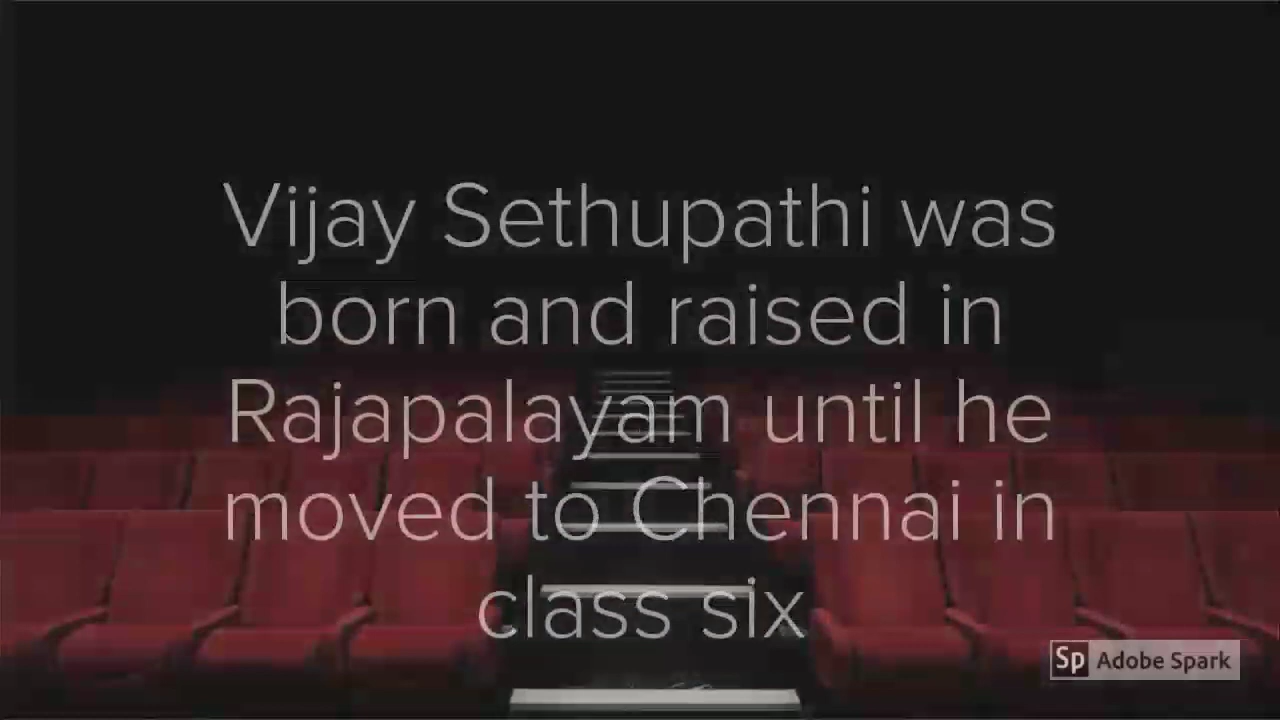 Vijay Sethupathi was
born and raised in
Rajapalayam until he
moved to Chennai in
class six
Sp Adobe Spark